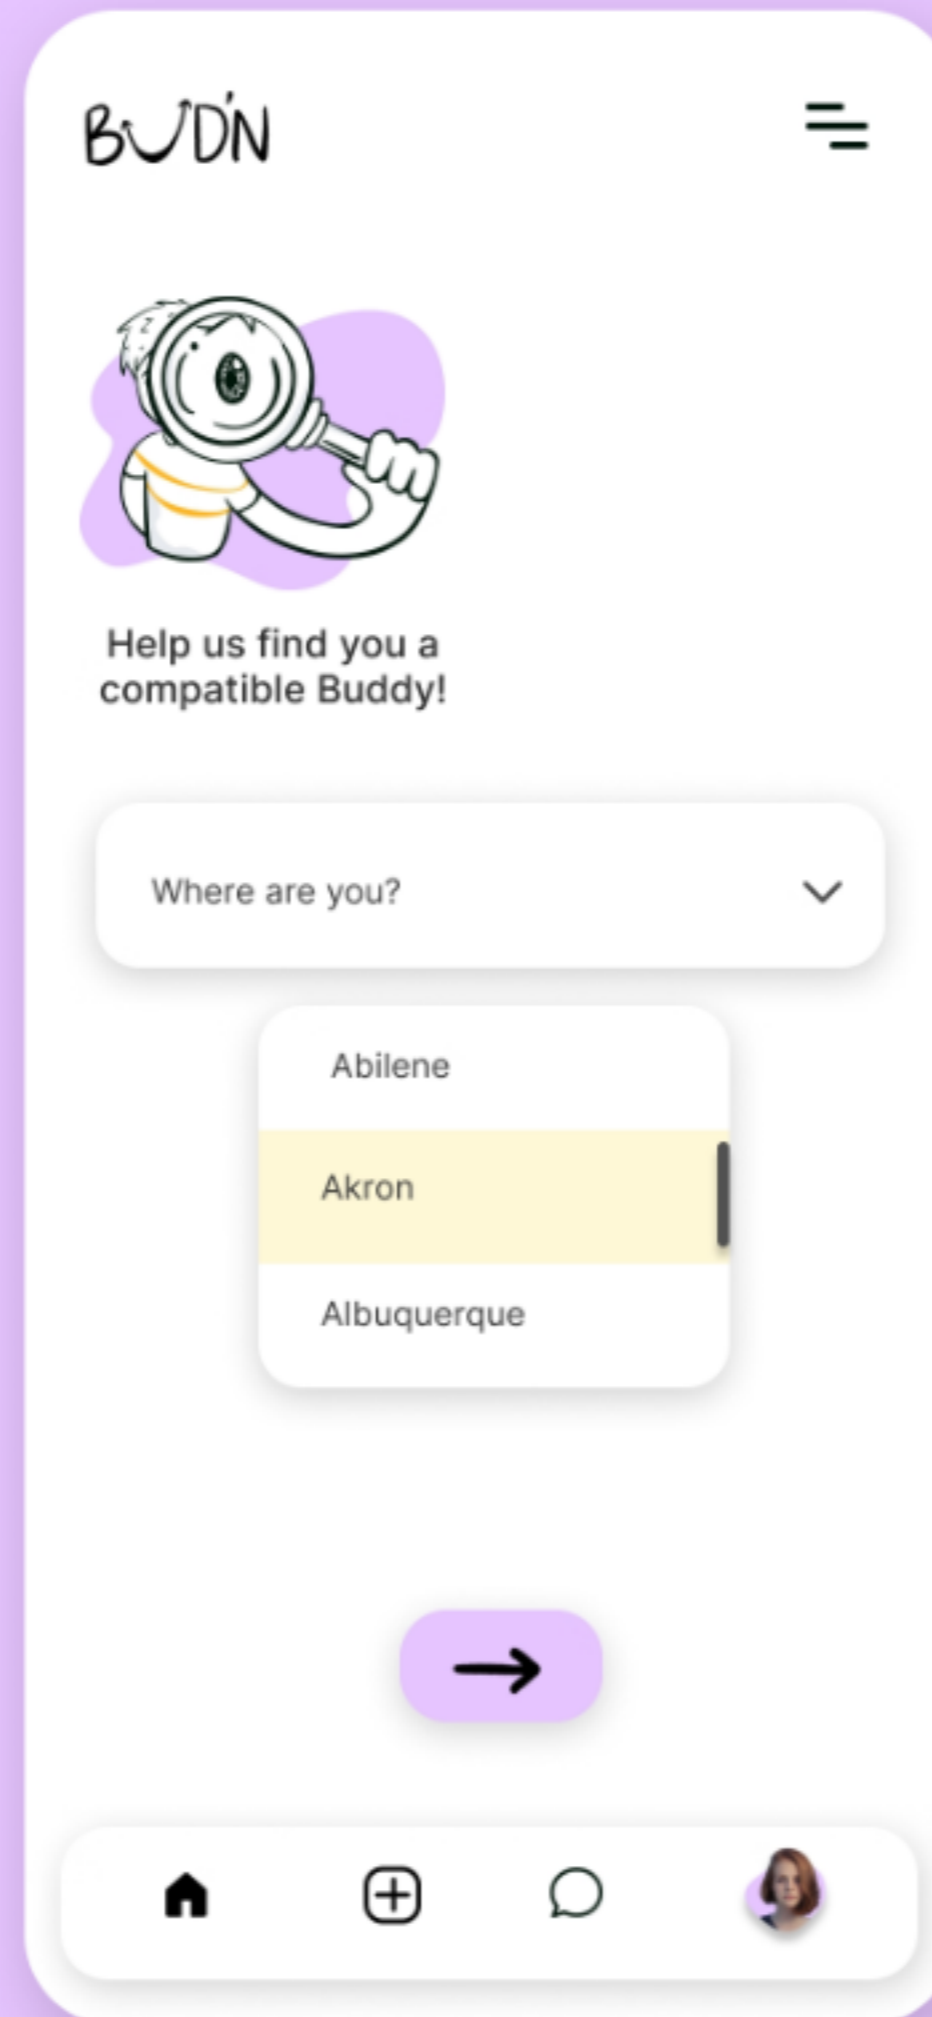 BUD'N
Help us find you a
compatible Buddy!
Where are you?
Abilene
Akron
Albuquerque